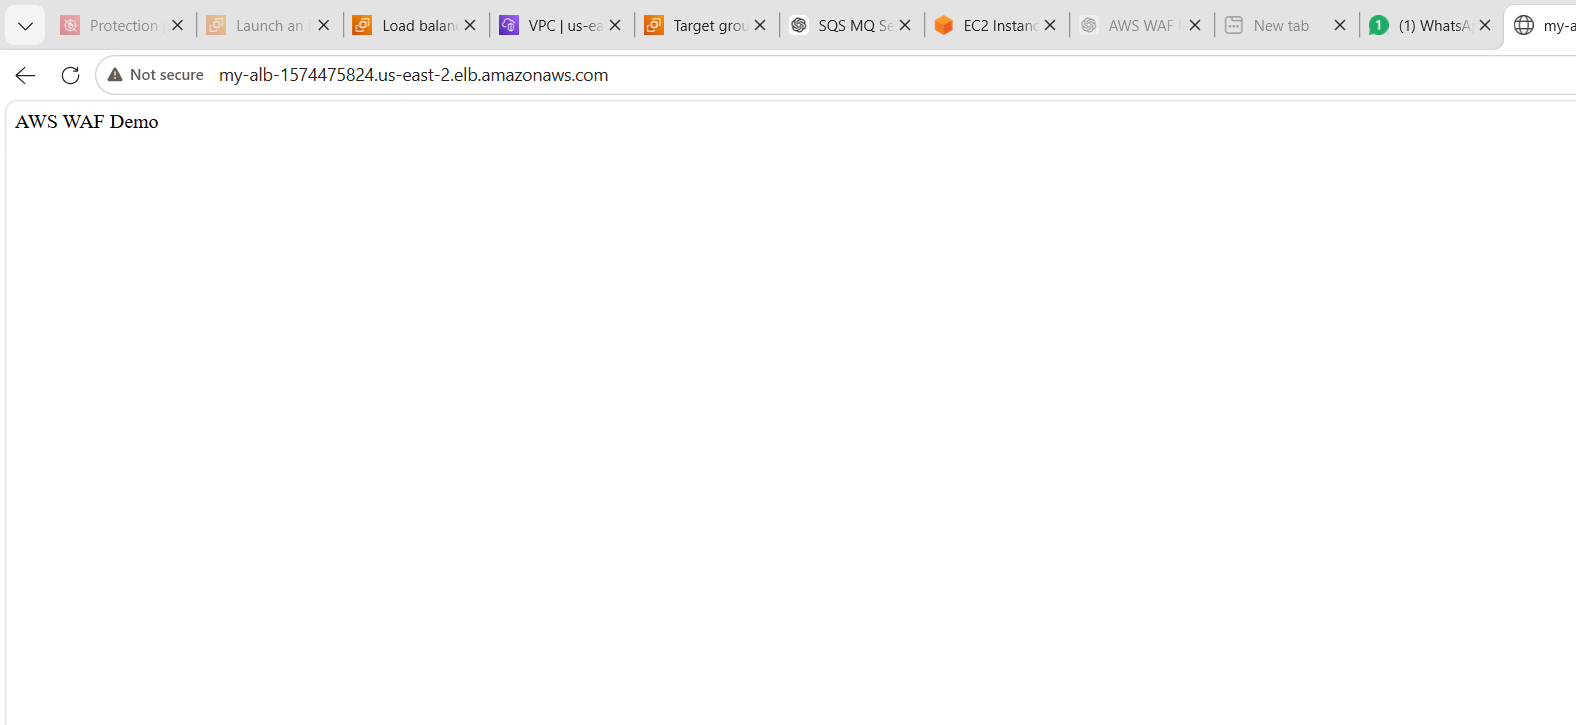 Protection Launch an Load balanc VPC | us-ea Target grou SQS MQ Se EC2 Instanc AWS WAF New tab 1 (1) WhatsA my-a
Not secure my-alb-1574475824.us-east-2.elb.amazonaws.com
AWS WAF Demo